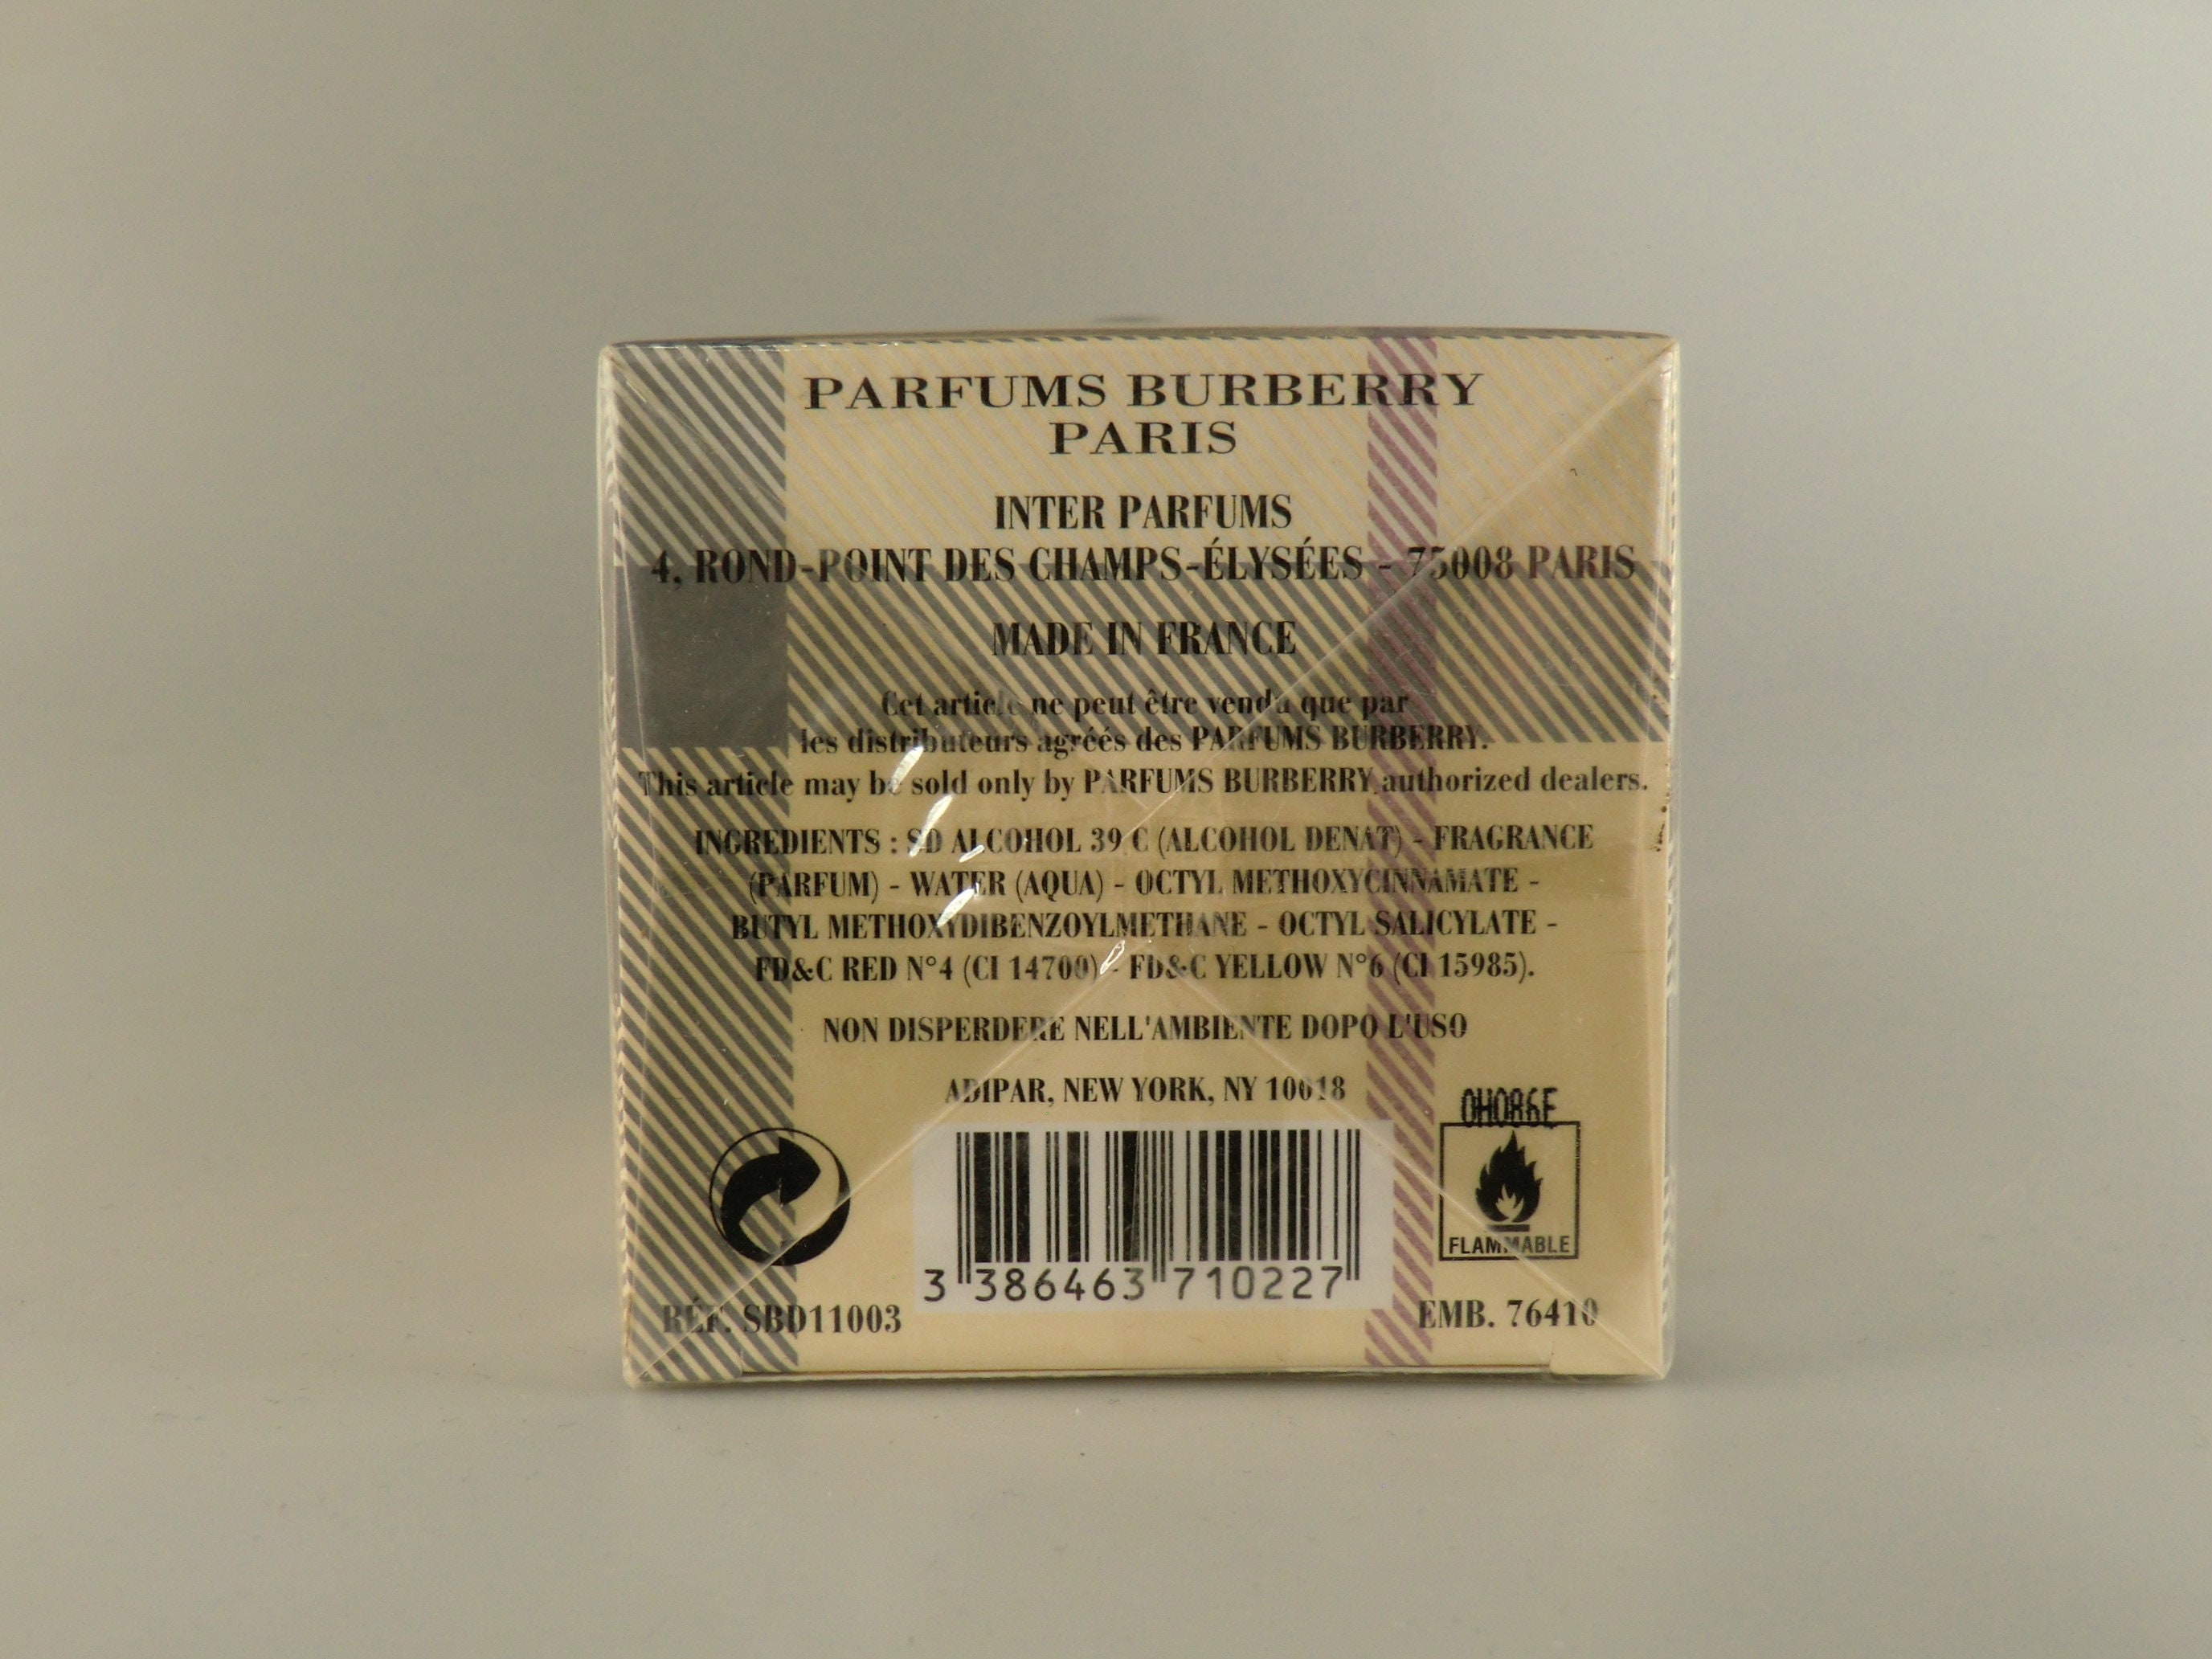 PARFUMS BURBERRY
PARIS
INTER PARFUMS
4, ROND-POINT DES CHAMPS-ÉLYSÉES - 75008 PARIS
MADE IN FRANCE
Cet article ne peut être vendu que par
les distributeurs agréés des PARFUMS BURBERRY.
This article may be sold only by PARFUMS BURBERRY authorized dealers.
INGREDIENTS : SD ALCOHOL 39 C (ALCOHOL DENAT) - FRAGRANCE
(PARFUM) - WATER (AQUA) - OCTYL METHOXYCINNAMATE -
BUTYL METHOXYDIBENZOYLMETHANE - OCTYL SALICYLATE -
FD&C RED N°4 (CI 14700) - FD&C YELLOW N°6 (CI 15985).
NON DISPERDERE NELL'AMBIENTE DOPO L'USO
ADIPAR, NEW YORK, NY 10018
0H086E
FLAMMABLE
3 386463 710227
RÉF. SBD11003
EMB. 76410